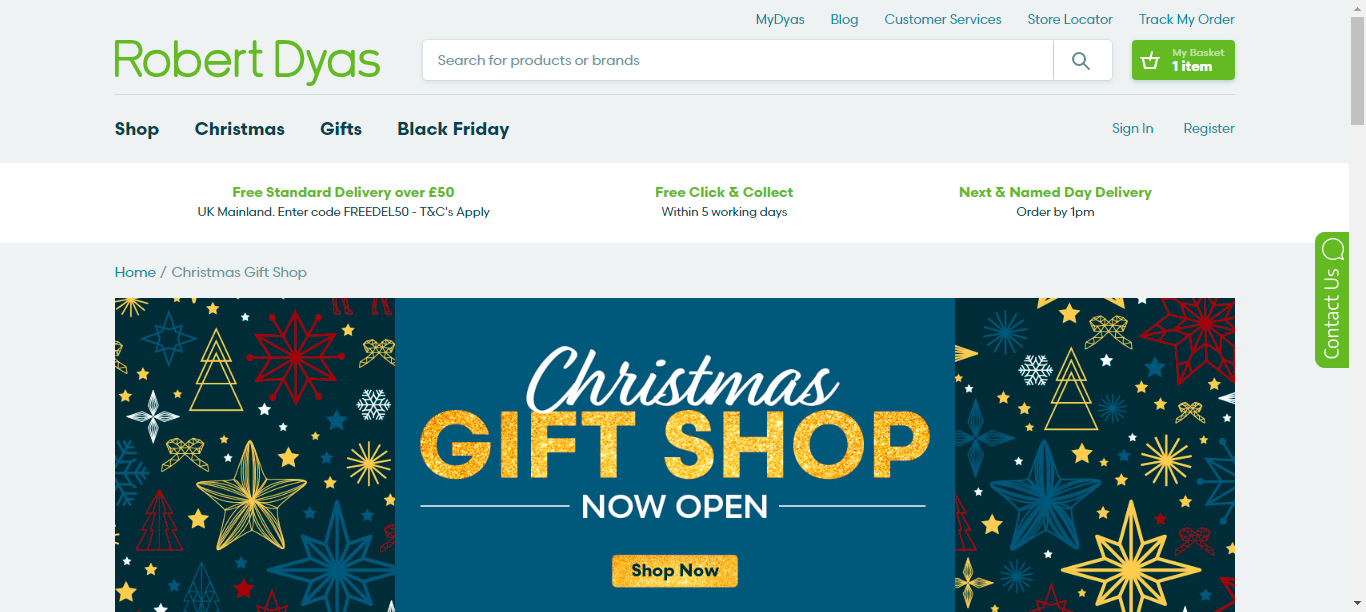 MyDyas
Blog
Customer Services
Store Locator
Track My Order
Robert Dyas
Search for products or brands
My Basket
1 item
Shop
Christmas
Gifts
Black Friday
Sign In
Register
Free Standard Delivery over £50
UK Mainland. Enter code FREEDEL50 - T&C's Apply
Free Click & Collect
Within 5 working days
Next & Named Day Delivery
Order by 1pm
Contact Us
Home / Christmas Gift Shop
Christmas
GIFT SHOP
NOW OPEN
Shop Now